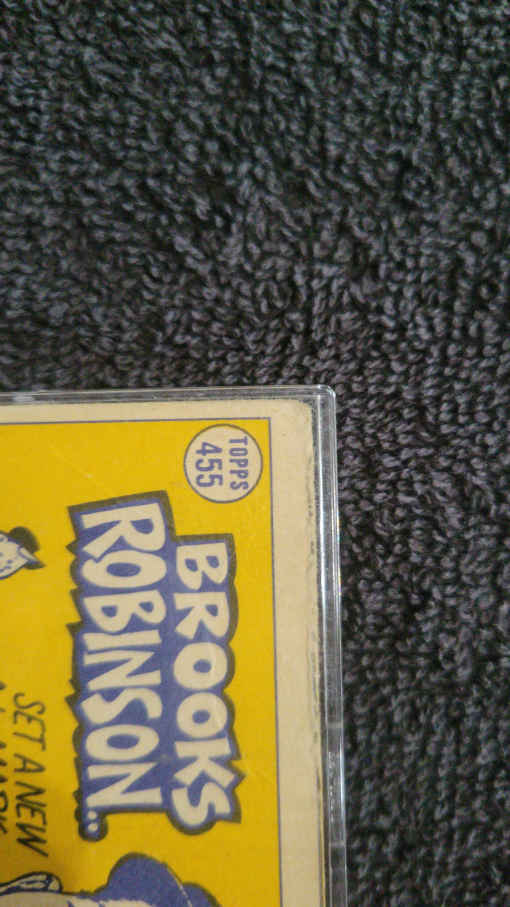 TOPPS
455
BROOKS
ROBINSON..
SET A NEW